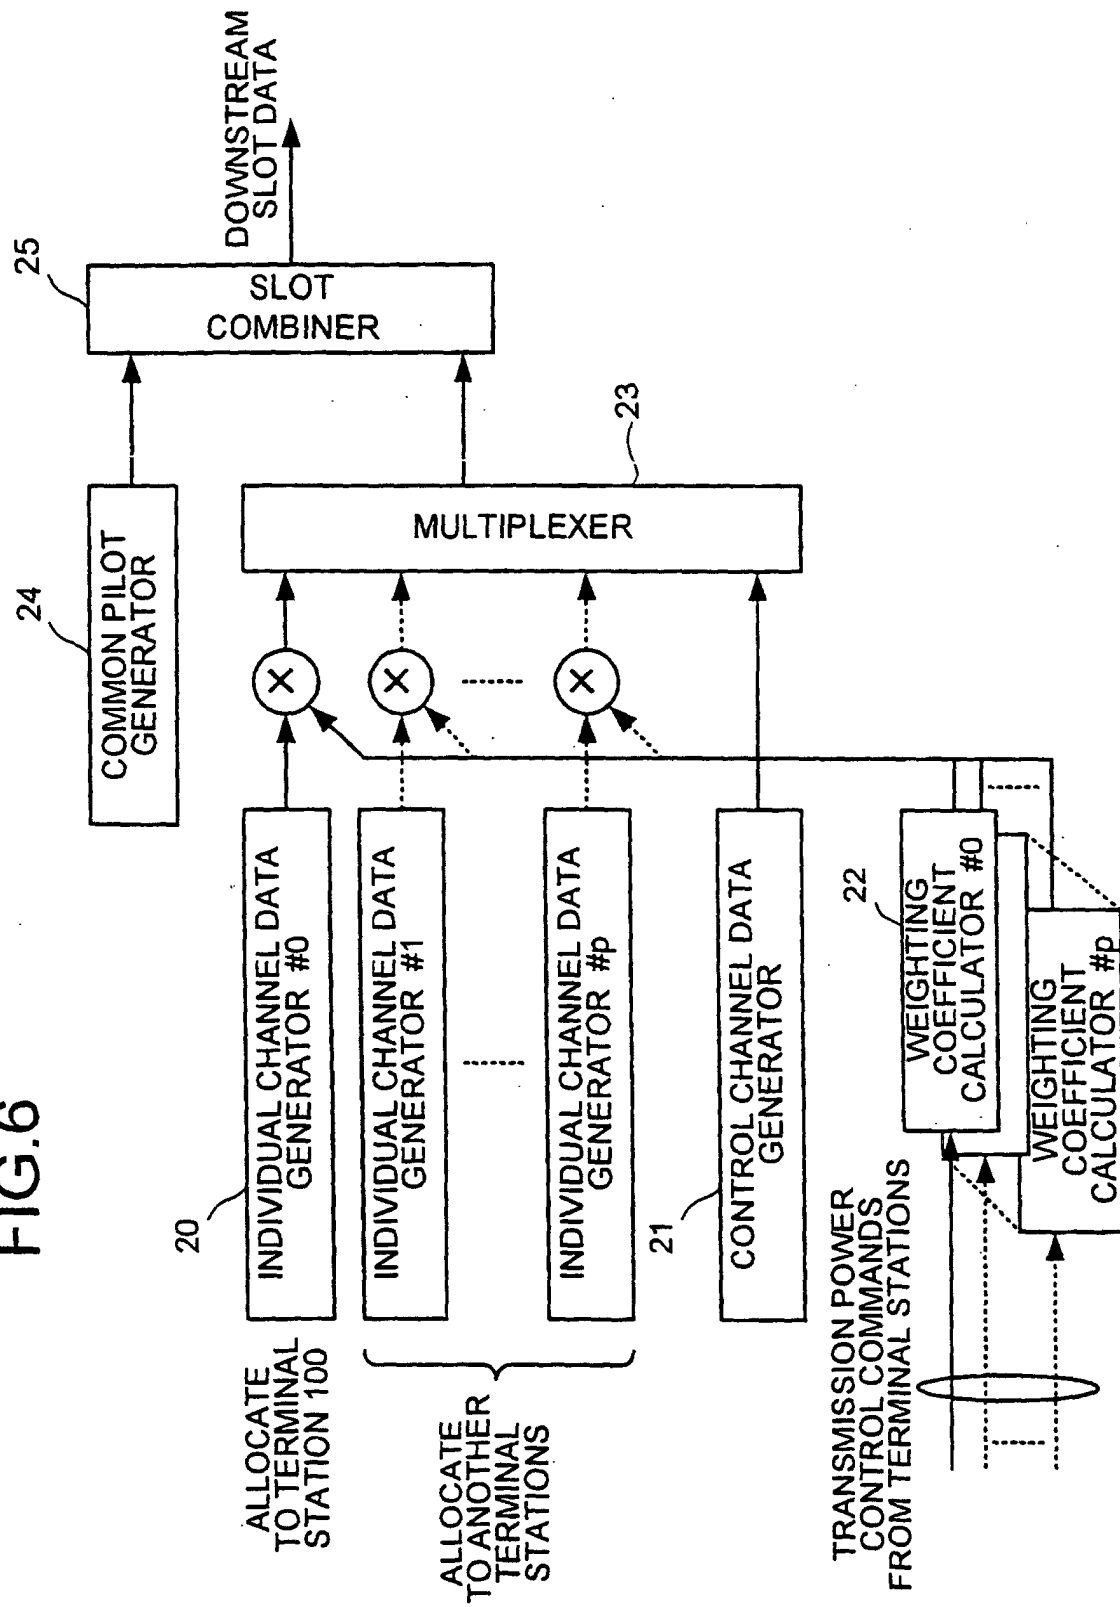 FIG.6
ALLOCATE
TO TERMINAL
STATION 100
ALLOCATE
TO ANOTHER
TERMINAL
STATIONS
TRANSMISSION POWER
CONTROL COMMANDS
FROM TERMINAL STATIONS
20
INDIVIDUAL CHANNEL DATA
GENERATOR #0
INDIVIDUAL CHANNEL DATA
GENERATOR #1
INDIVIDUAL CHANNEL DATA
GENERATOR #p
21
CONTROL CHANNEL DATA
GENERATOR
22
WEIGHTING
COEFFICIENT
CALCULATOR #0
WEIGHTING
COEFFICIENT
CALCULATOR #p
24
COMMON PILOT
GENERATOR
×
×
×
MULTIPLEXER
23
25
SLOT
COMBINER
DOWNSTREAM
SLOT DATA